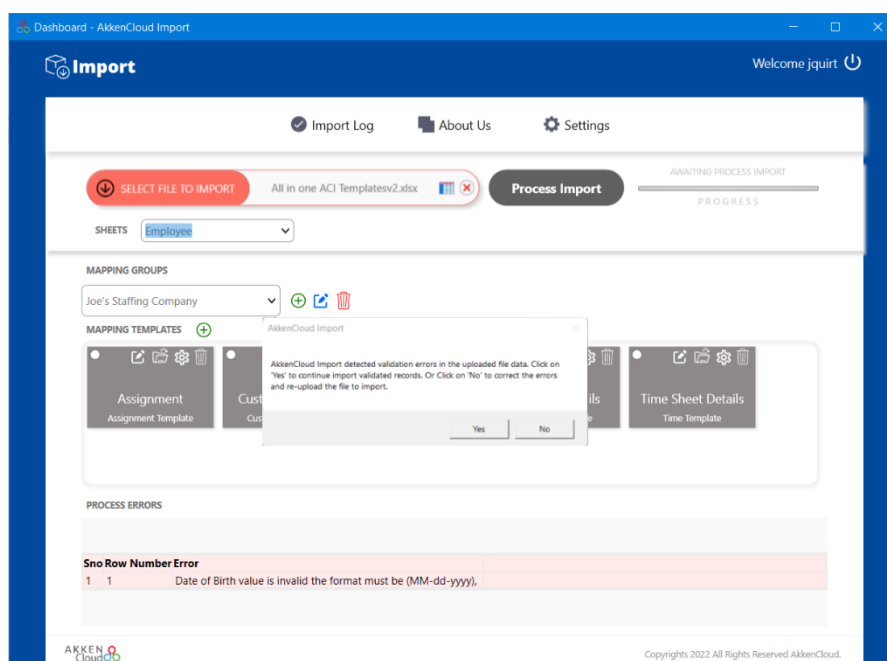 Dashboard - AkkenCloud Import
Import
Welcome jquirt
Import Log
About Us
Settings
SELECT FILE TO IMPORT
All in one ACI Templatesv2.xlsx
Process Import
AWAITING PROCESS IMPORT
PROGRESS
SHEETS
Employee
MAPPING GROUPS
Joe's Staffing Company
MAPPING TEMPLATES
Assignment
Assignment Template
Cust
Cus
AkkenCloud Import
AkkenCloud Import detected validation errors in the uploaded file data. Click on
'Yes' to continue import validated records. Or Click on 'No' to correct the errors
and re-upload the file to import.
Yes
No
ils
e
Time Sheet Details
Time Template
PROCESS ERRORS
Sno Row Number Error
1 1 Date of Birth value is invalid the format must be (MM-dd-yyyy),
AKKEN
Cloud
Copyrights 2022 All Rights Reserved AkkenCloud.